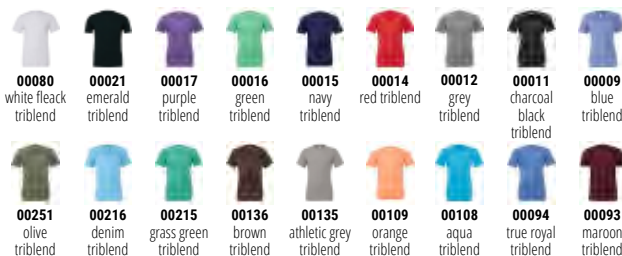 00080 00021 00017 00016 00015 00014 00012 00011 00009
white fleack emerald purple green navy red triblend grey charcoal blue
triblend triblend triblend triblend triblend triblend black triblend
triblend
00251 00216 00215 00136 00135 00109 00108 00094 00093
olive denim grass green brown athletic grey orange aqua true royal maroon
triblend triblend triblend triblend triblend triblend triblend triblend triblend